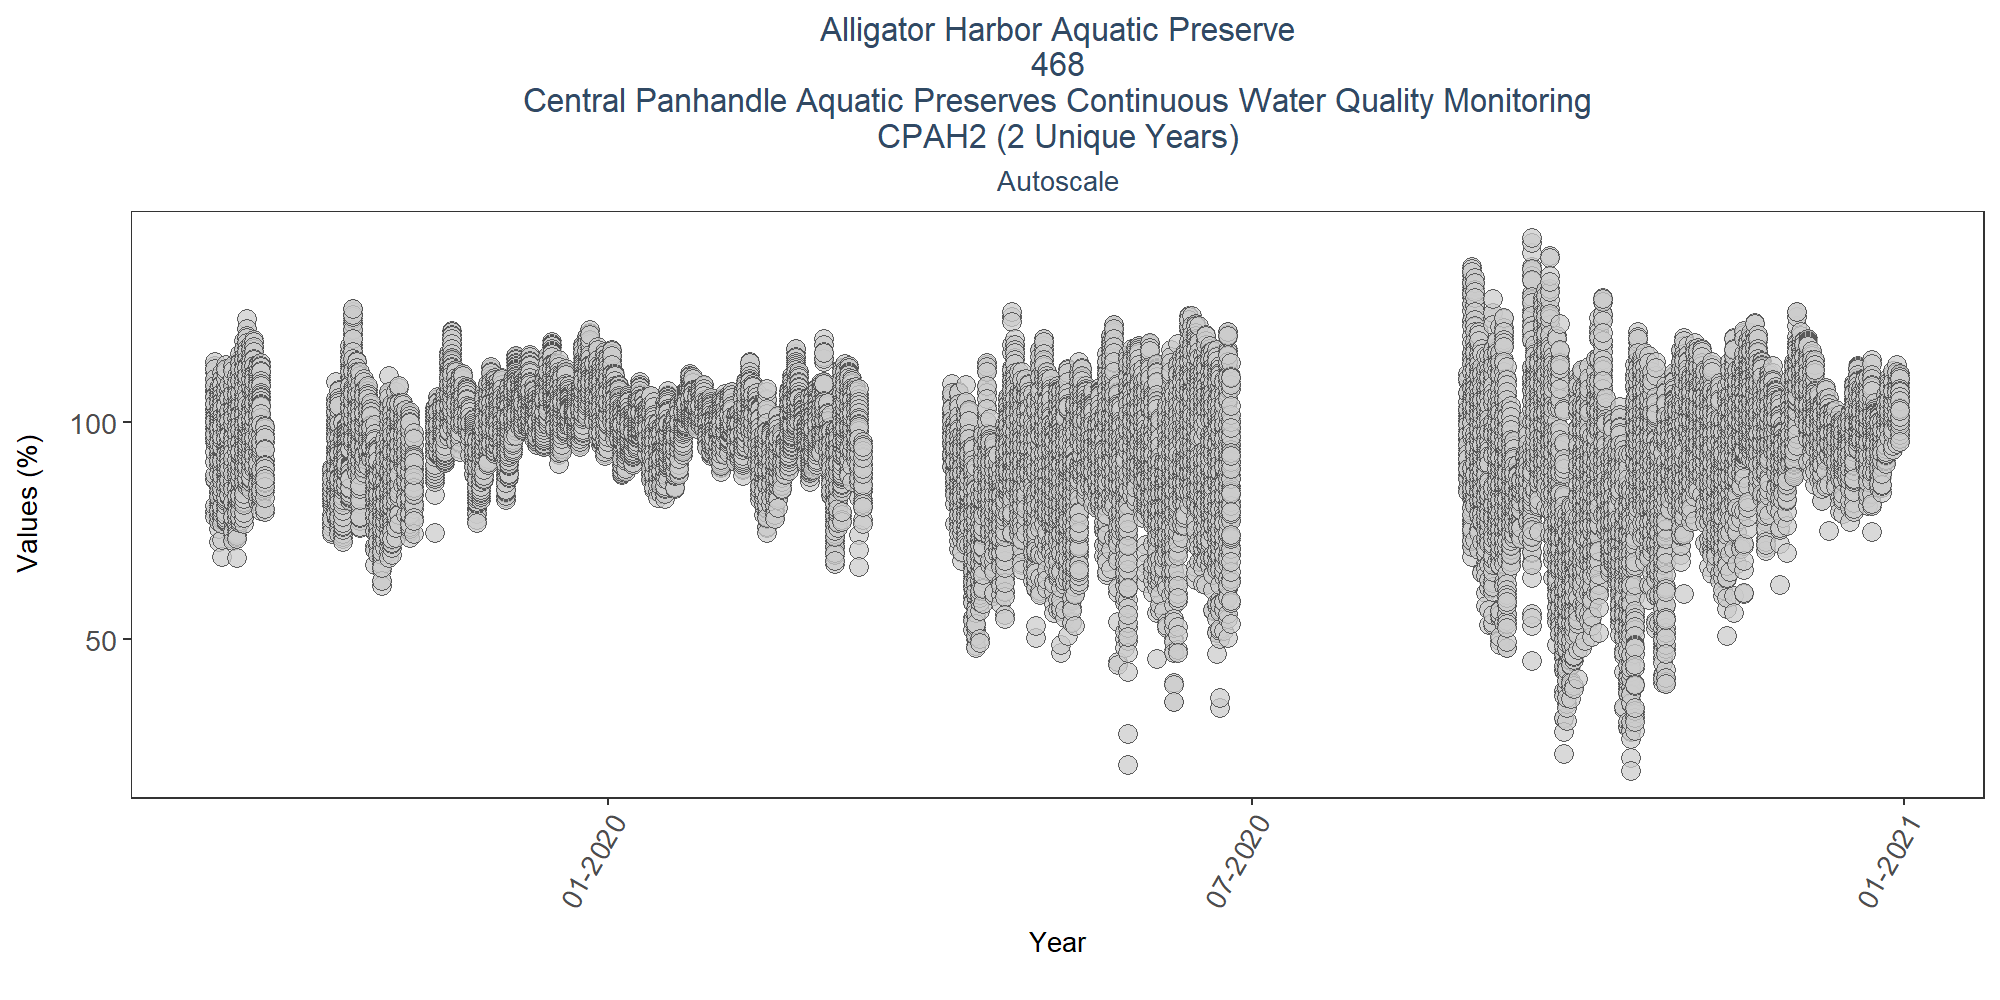 Alligator Harbor Aquatic Preserve
468
Central Panhandle Aquatic Preserves Continuous Water Quality Monitoring
CPAH2 (2 Unique Years)
Autoscale
Values (%)
100
50
01-2020
07-2020
01-2021
Year